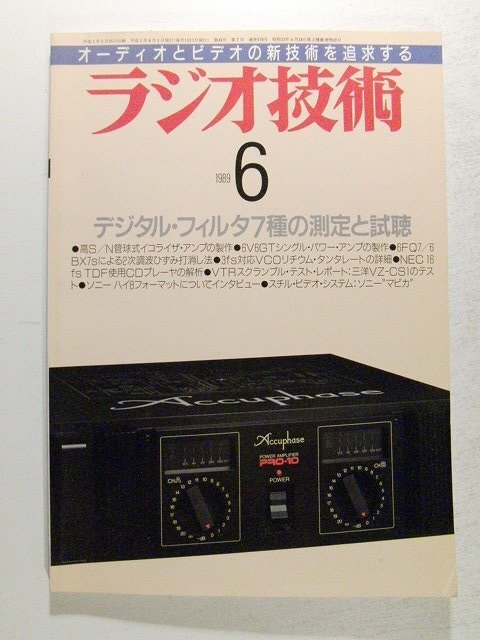 オーディオとビデオの新技術を追求する
ラジオ技術
1989 6
デジタル・フィルタ7種の測定と試聴
●高S/N管球式イコライザ・アンプの製作●6V6GTシングル・パワー・アンプの製作●6FQ7/6
BX7sによる2次調波ひずみ打消し法●8fs対応VCOリチウム・タンタレートの詳細●NEC 16
fs TDF使用CDプレーヤの解析●VTRスクランブル・テスト・レポート:三洋VZ-CS1のテス
ト●ソニー ハイ8フォーマットについてインタビュー●スチル・ビデオ・システム:ソニー"マビカ"
Accuphase
Accuphase
POWER AMPLIFIER
PRO-10
POWER